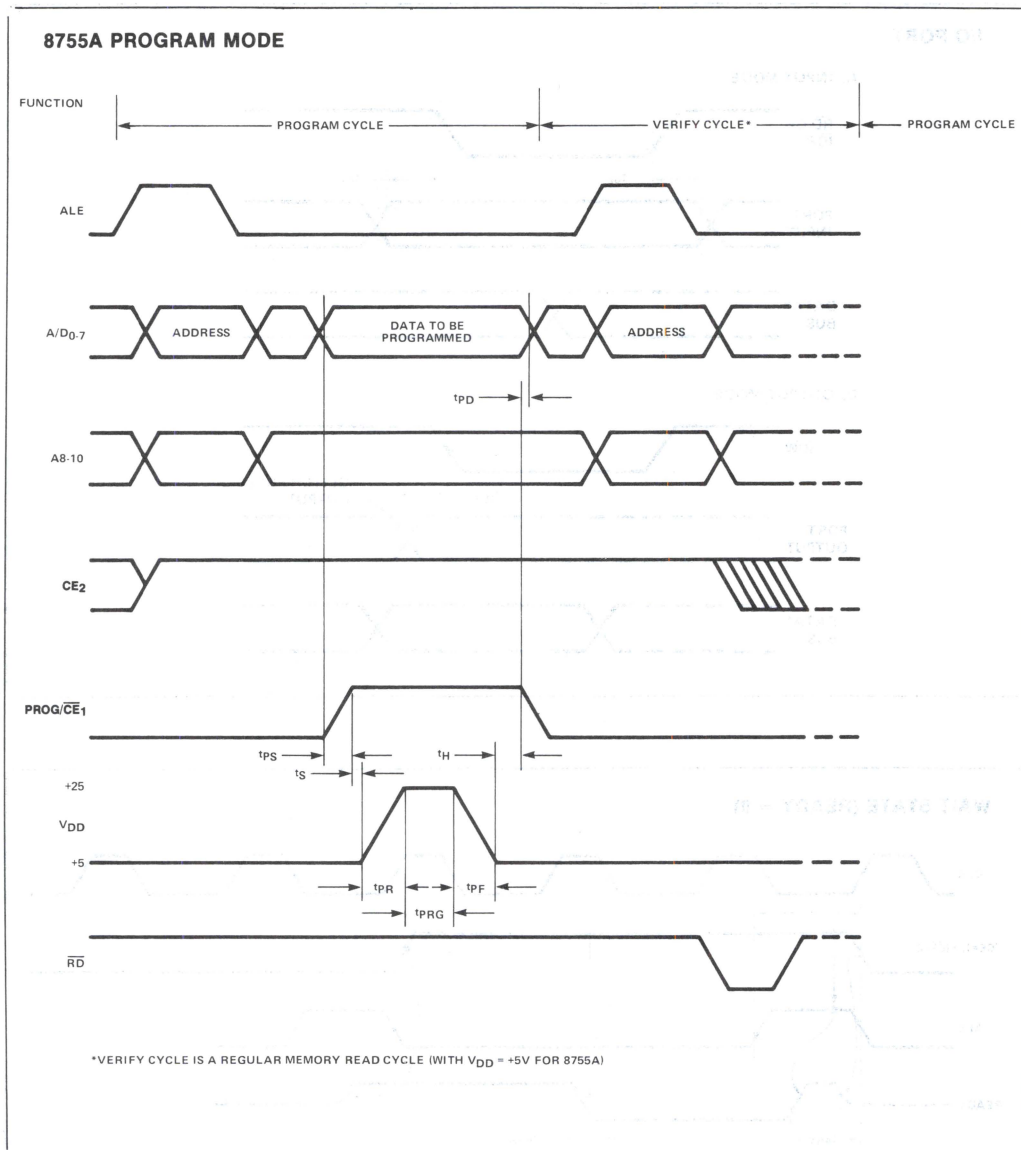 8755A PROGRAM MODE
FUNCTION
PROGRAM CYCLE
VERIFY CYCLE*
PROGRAM CYCLE
ALE
A/D0-7
ADDRESS
DATA TO BE
PROGRAMMED
ADDRESS
tPD
A8-10
CE2
PROG/C̅E̅1
tPS
tH
tS
+25
VDD
+5
tPR
tPF
tPRG
R̅D̅
*VERIFY CYCLE IS A REGULAR MEMORY READ CYCLE (WITH VDD = +5V FOR 8755A)